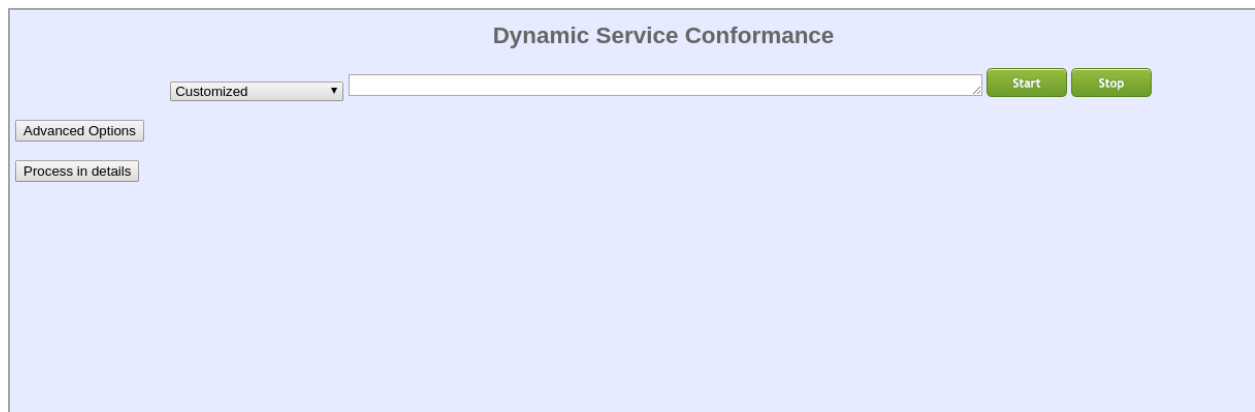 Dynamic Service Conformance
Customized Start Stop
Advanced Options
Process in details